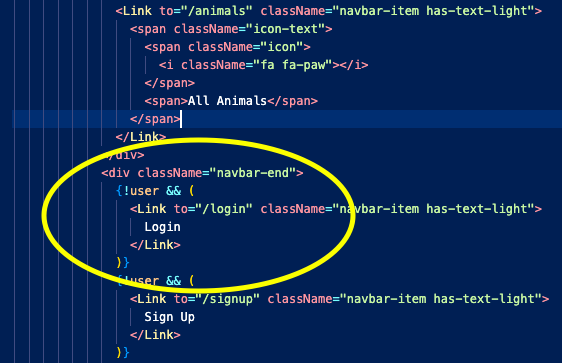 <Link to="/animals" className="navbar-item has-text-light">
<span className="icon-text">
<span className="icon">
<i className="fa fa-paw"></i>
</span>
<span>All Animals</span>
</span>
</Link>
</div>
<div className="navbar-end">
{!user && (
<Link to="/login" className="navbar-item has-text-light">
Login
</Link>
)}
{!user && (
<Link to="/signup" className="navbar-item has-text-light">
Sign Up
</Link>
)}